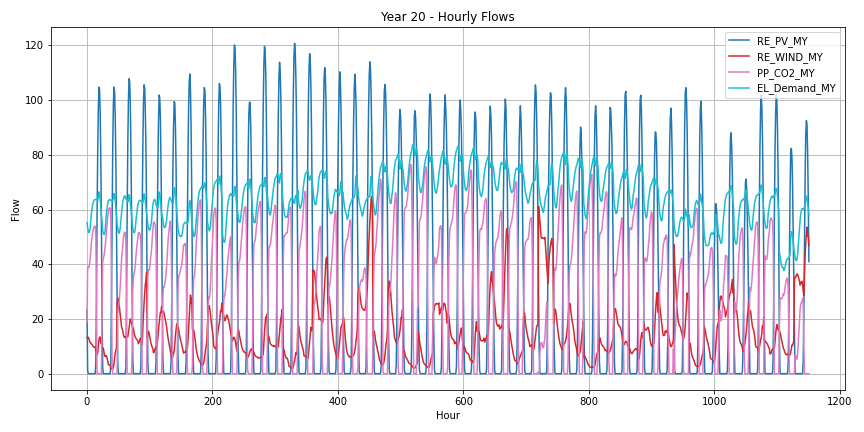 Year 20 - Hourly Flows
RE_PV_MY
RE_WIND_MY
PP_CO2_MY
EL_Demand_MY
120
100
80
60
40
20
0
Flow
0 200 400 600 800 1000 1200
Hour